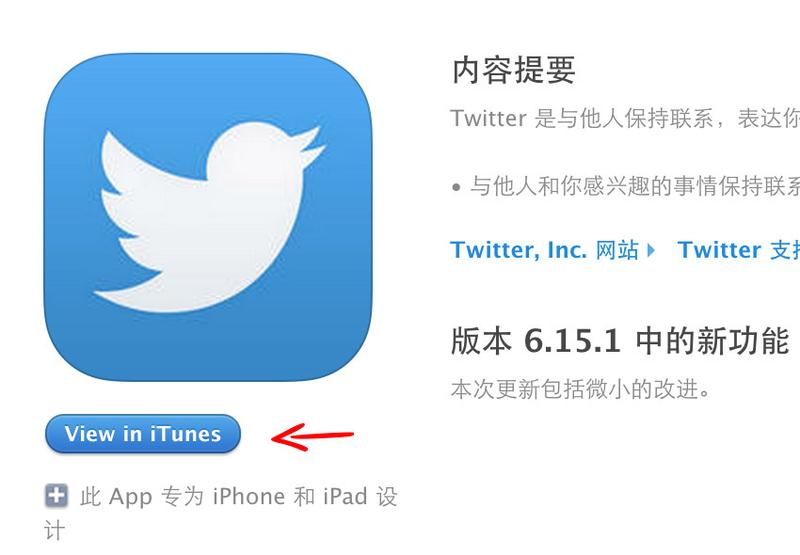 内容提要
Twitter 是与他人保持联系，表达你
• 与他人和你感兴趣的事情保持联系
Twitter, Inc. 网站
Twitter 支持
版本 6.15.1 中的新功能
本次更新包括微小的改进。
View in iTunes
此 App 专为 iPhone 和 iPad 设
计